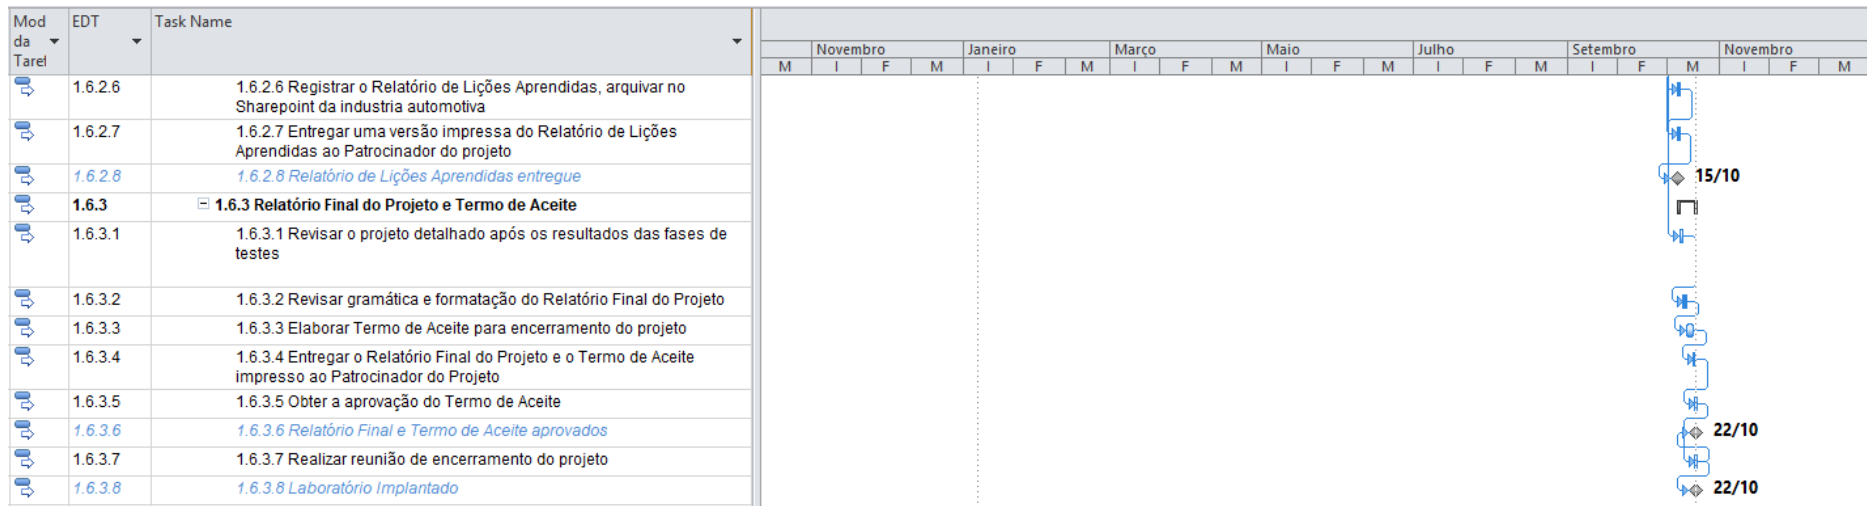 Mod da Taref EDT Task Name
Novembro Janeiro Março Maio Julho Setembro Novembro
M I F M I F M I F M I F M I F M I F M I F M
1.6.2.6 1.6.2.6 Registrar o Relatório de Lições Aprendidas, arquivar no
Sharepoint da industria automotiva
1.6.2.7 1.6.2.7 Entregar uma versão impressa do Relatório de Lições
Aprendidas ao Patrocinador do projeto
1.6.2.8 1.6.2.8 Relatório de Lições Aprendidas entregue 15/10
1.6.3 1.6.3 Relatório Final do Projeto e Termo de Aceite
1.6.3.1 1.6.3.1 Revisar o projeto detalhado após os resultados das fases de
testes
1.6.3.2 1.6.3.2 Revisar gramática e formatação do Relatório Final do Projeto
1.6.3.3 1.6.3.3 Elaborar Termo de Aceite para encerramento do projeto
1.6.3.4 1.6.3.4 Entregar o Relatório Final do Projeto e o Termo de Aceite
impresso ao Patrocinador do Projeto
1.6.3.5 1.6.3.5 Obter a aprovação do Termo de Aceite
1.6.3.6 1.6.3.6 Relatório Final e Termo de Aceite aprovados 22/10
1.6.3.7 1.6.3.7 Realizar reunião de encerramento do projeto
1.6.3.8 1.6.3.8 Laboratório Implantado 22/10